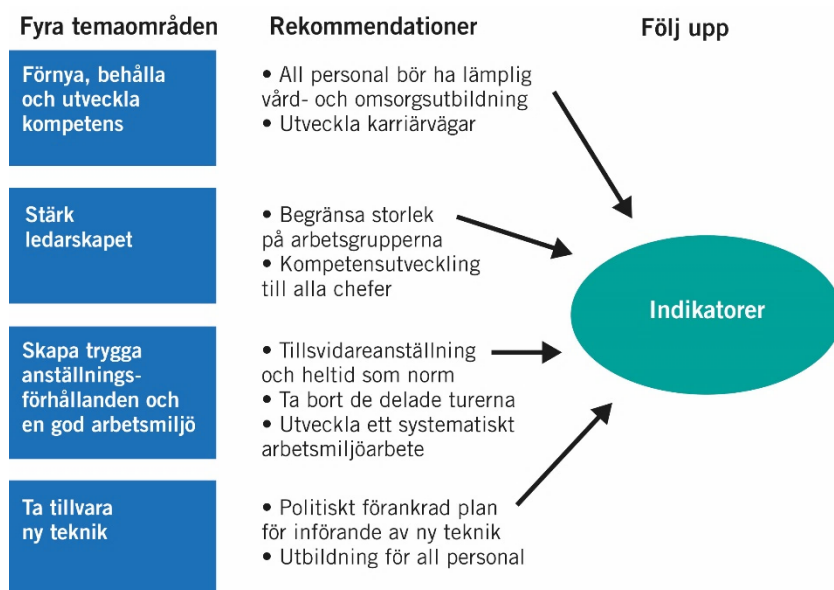 Fyra temaområden
Rekommendationer
Följ upp
Förnya, behålla
och utveckla
kompetens
• All personal bör ha lämplig
vård- och omsorgsutbildning
• Utveckla karriärvägar
Stärk
ledarskapet
• Begränsa storlek
på arbetsgrupperna
• Kompetensutveckling
till alla chefer
Indikatorer
Skapa trygga
anställnings-
förhållanden och
en god arbetsmiljö
• Tillsvidareanställning
och heltid som norm
• Ta bort de delade turerna
• Utveckla ett systematiskt
arbetsmiljöarbete
Ta tillvara
ny teknik
• Politiskt förankrad plan
för införande av ny teknik
• Utbildning för all personal